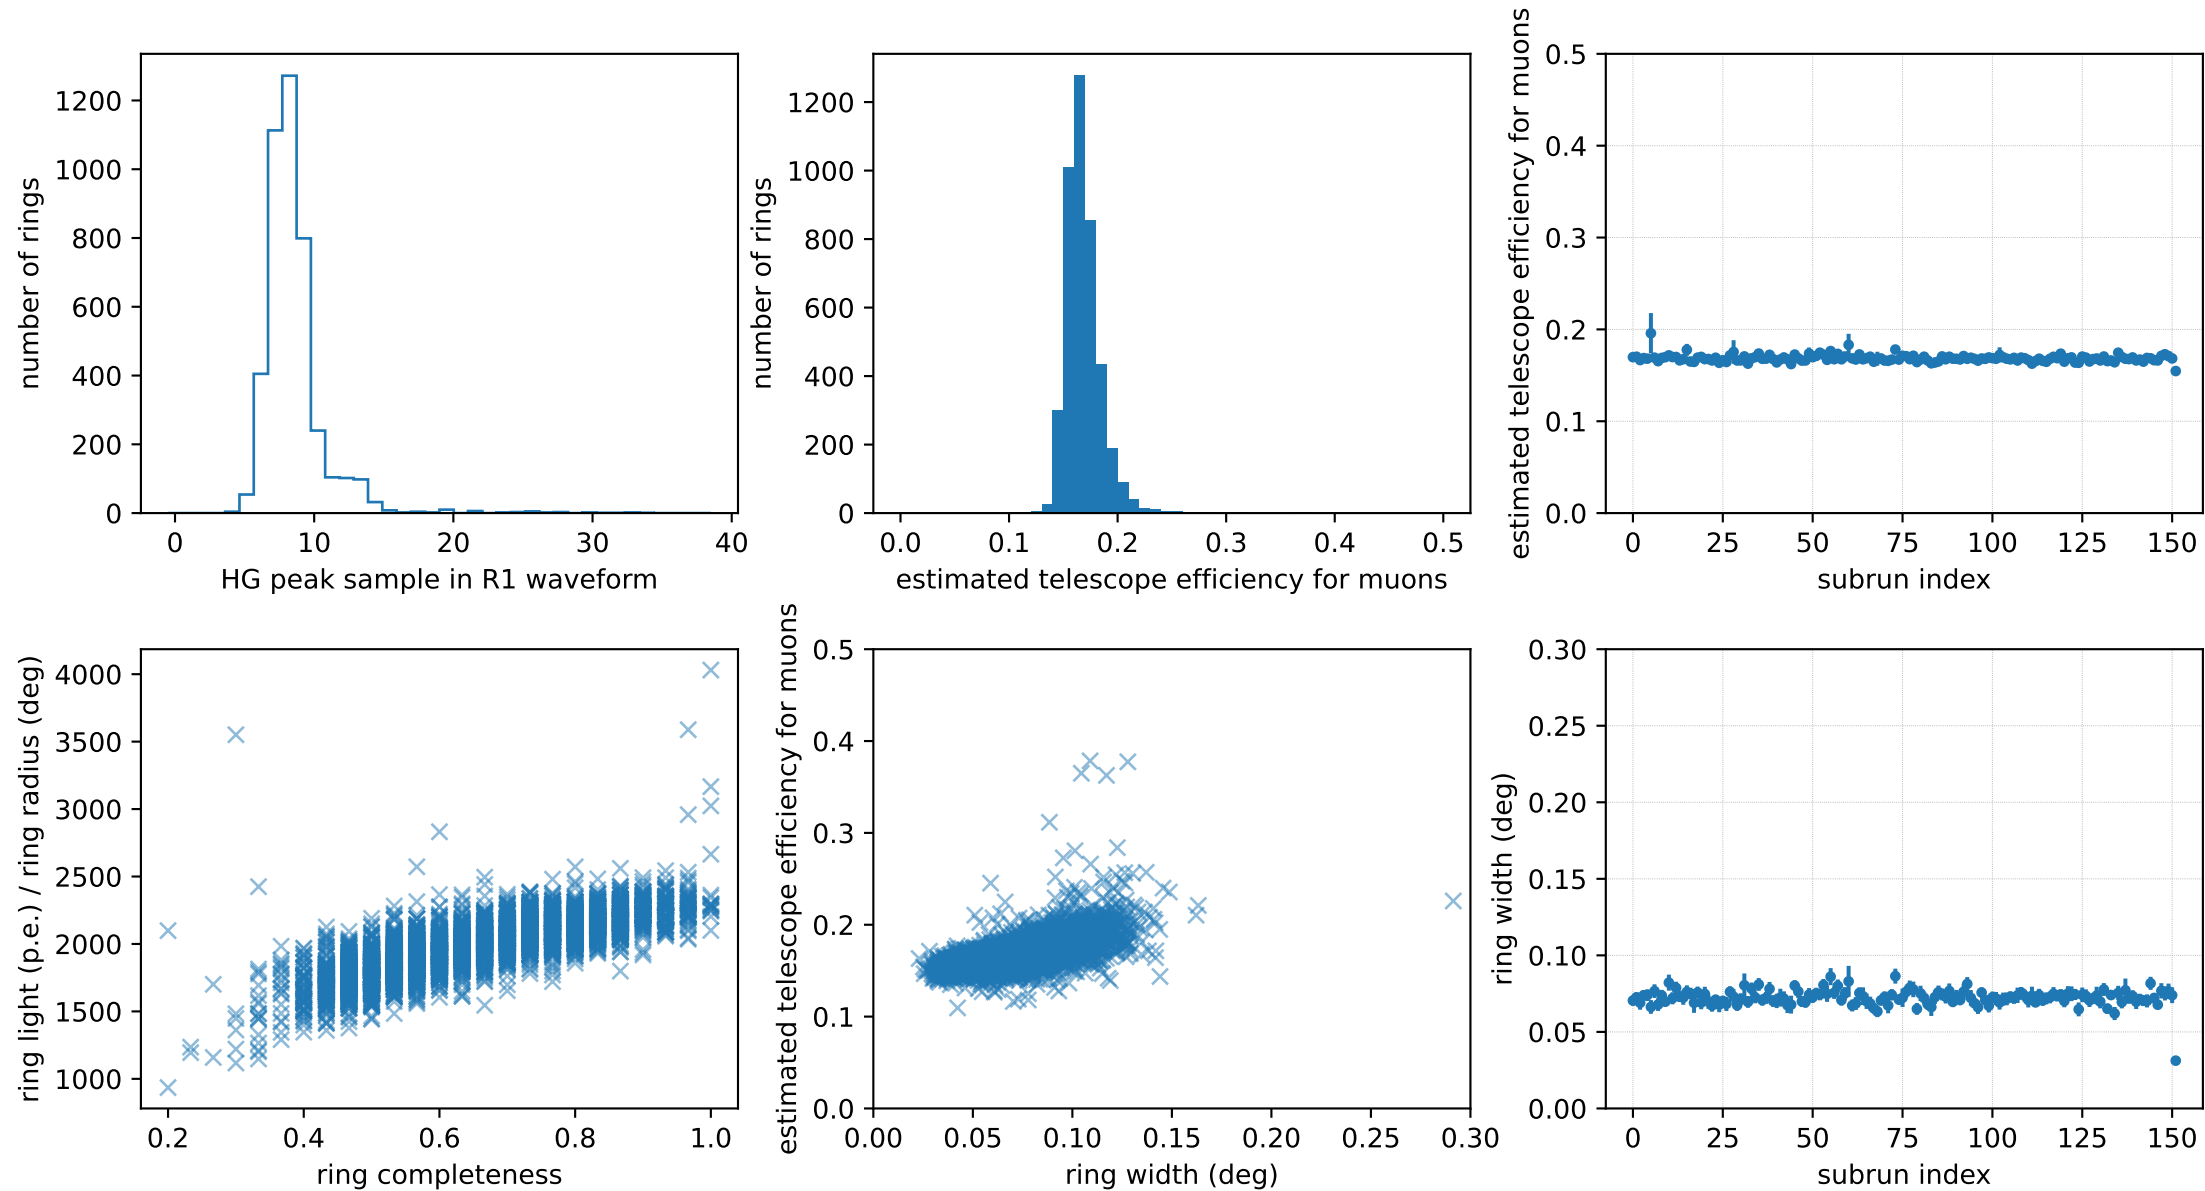 number of rings
1200
1000
800
600
400
200
0
0 10 20 30 40
HG peak sample in R1 waveform
number of rings
1200
1000
800
600
400
200
0
0.0 0.1 0.2 0.3 0.4 0.5
estimated telescope efficiency for muons
estimated telescope efficiency for muons
0.5
0.4
0.3
0.2
0.1
0.0
0 25 50 75 100 125 150
subrun index
ring light (p.e.) / ring radius (deg)
4000
3500
3000
2500
2000
1500
1000
0.2 0.4 0.6 0.8 1.0
ring completeness
estimated telescope efficiency for muons
0.5
0.4
0.3
0.2
0.1
0.0
0.00 0.05 0.10 0.15 0.20 0.25 0.30
ring width (deg)
ring width (deg)
0.30
0.25
0.20
0.15
0.10
0.05
0.00
0 25 50 75 100 125 150
subrun index